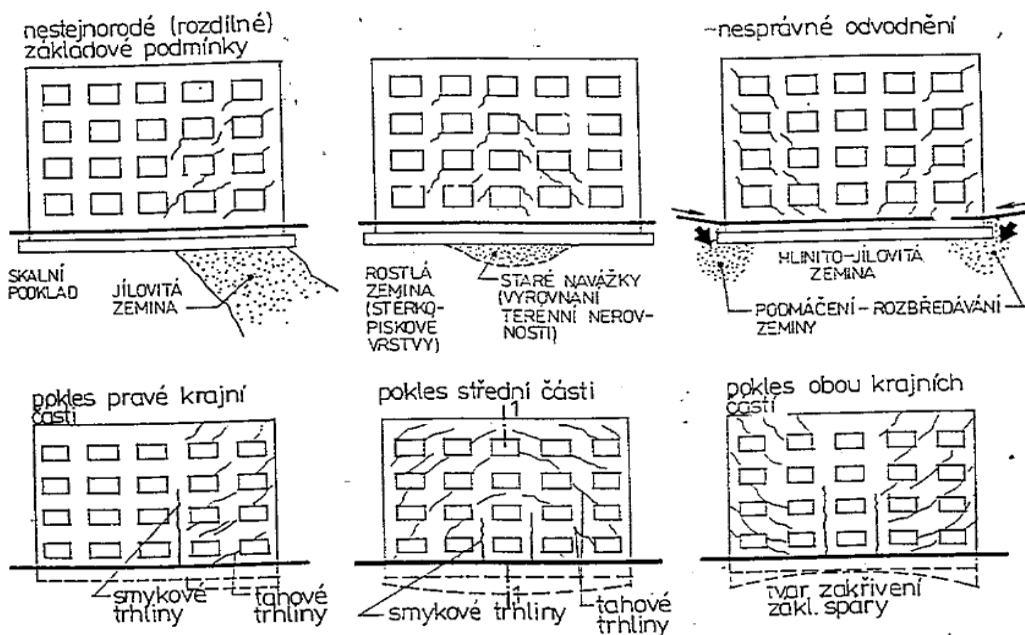 nestejnorodé (rozdílné)
základové podmínky
-nesprávné odvodnění
SKALNÍ
PODKLAD
JÍLOVITÁ
ZEMINA
ROSTLÁ
ZEMINA
(ŠTĚRKO-
PÍSKOVÉ
VRSTVY)
STARÉ NAVÁŽKY
(VYROVNÁNÍ
TERÉNNÍ NEROV-
NOSTI)
HLINITO-JÍLOVITÁ
ZEMINA
PODMÁČENÍ-ROZBŘEDÁVÁNÍ
ZEMINY
pokles pravé krajní
části
pokles střední části
1
pokles obou krajních
částí
smykové
trhliny
tahové
trhliny
smykové trhliny
tahové
trhliny
tvar zakřivení
zákl. spáry